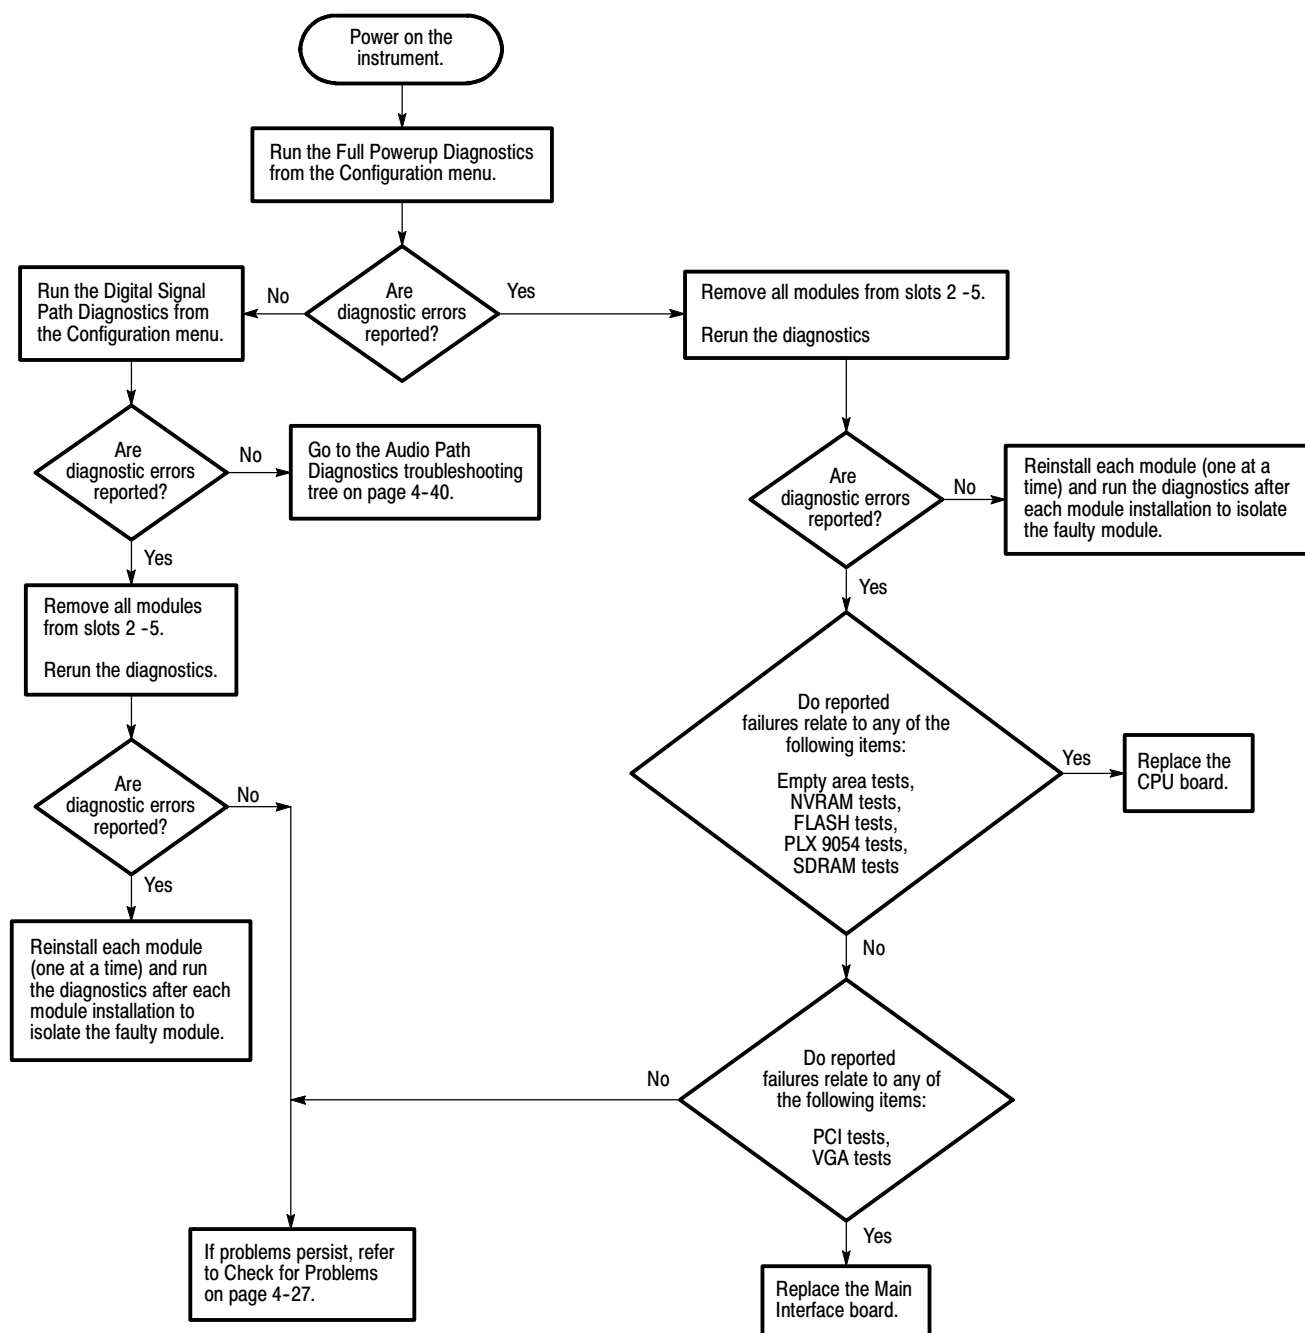 Power on the
instrument.
Run the Full Powerup Diagnostics
from the Configuration menu.
Are
diagnostic errors
reported?
No
Yes
Run the Digital Signal
Path Diagnostics from
the Configuration menu.
Remove all modules from slots 2 -5.
Rerun the diagnostics
Are
diagnostic errors
reported?
No
Go to the Audio Path
Diagnostics troubleshooting
tree on page 4-40.
Yes
Are
diagnostic errors
reported?
No
Reinstall each module (one at a
time) and run the diagnostics after
each module installation to isolate
the faulty module.
Yes
Remove all modules
from slots 2 -5.
Rerun the diagnostics.
Do reported
failures relate to any of the
following items:
Empty area tests,
NVRAM tests,
FLASH tests,
PLX 9054 tests,
SDRAM tests
Yes
Replace the
CPU board.
No
Are
diagnostic errors
reported?
No
Yes
Reinstall each module
(one at a time) and run
the diagnostics after each
module installation to
isolate the faulty module.
Do reported
failures relate to any of
the following items:
PCI tests,
VGA tests
No
Yes
If problems persist, refer
to Check for Problems
on page 4-27.
Replace the Main
Interface board.